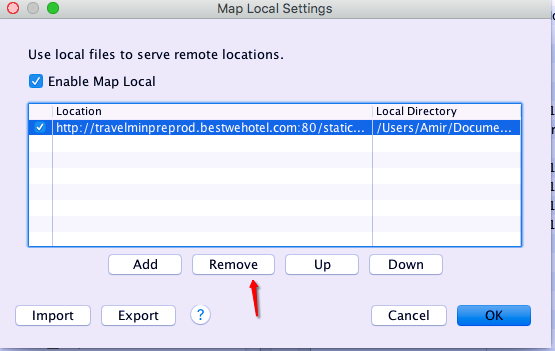 Map Local Settings
Use local files to serve remote locations.
Enable Map Local
Location Local Directory
http://travelminpreprod.bestwehotel.com:80/static... /Users/Amir/Docume...
Add Remove Up Down
Import Export ? Cancel OK